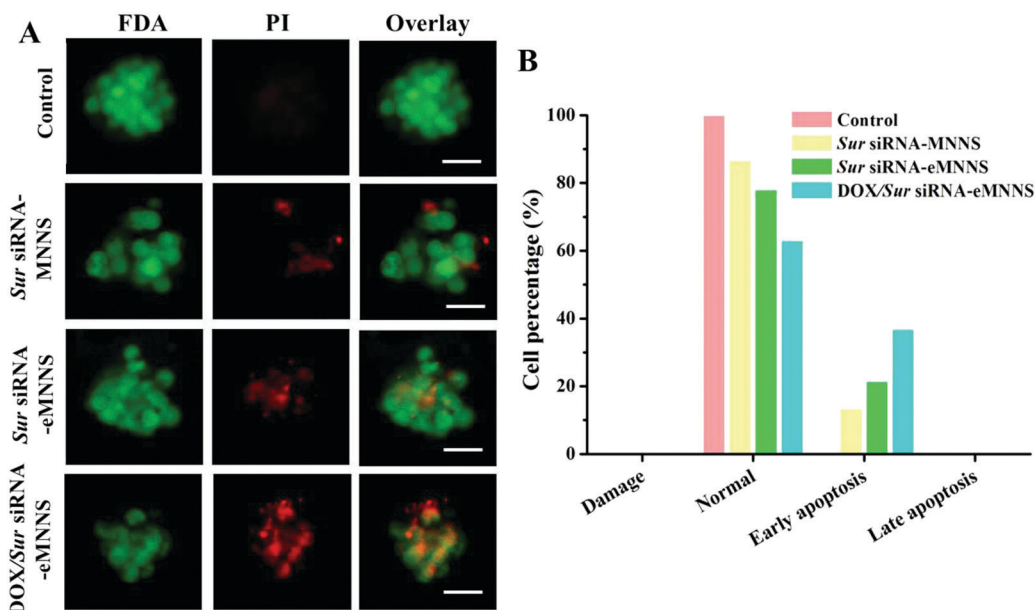 A
FDA PI Overlay
Control
Sur siRNA-
MNNS
Sur siRNA
-eMNNS
DOX/Sur siRNA
-eMNNS
B
Control
Sur siRNA-MNNS
Sur siRNA-eMNNS
DOX/Sur siRNA-eMNNS
Cell percentage (%)
100
80
60
40
20
0
Damage
Normal
Early apoptosis
Late apoptosis